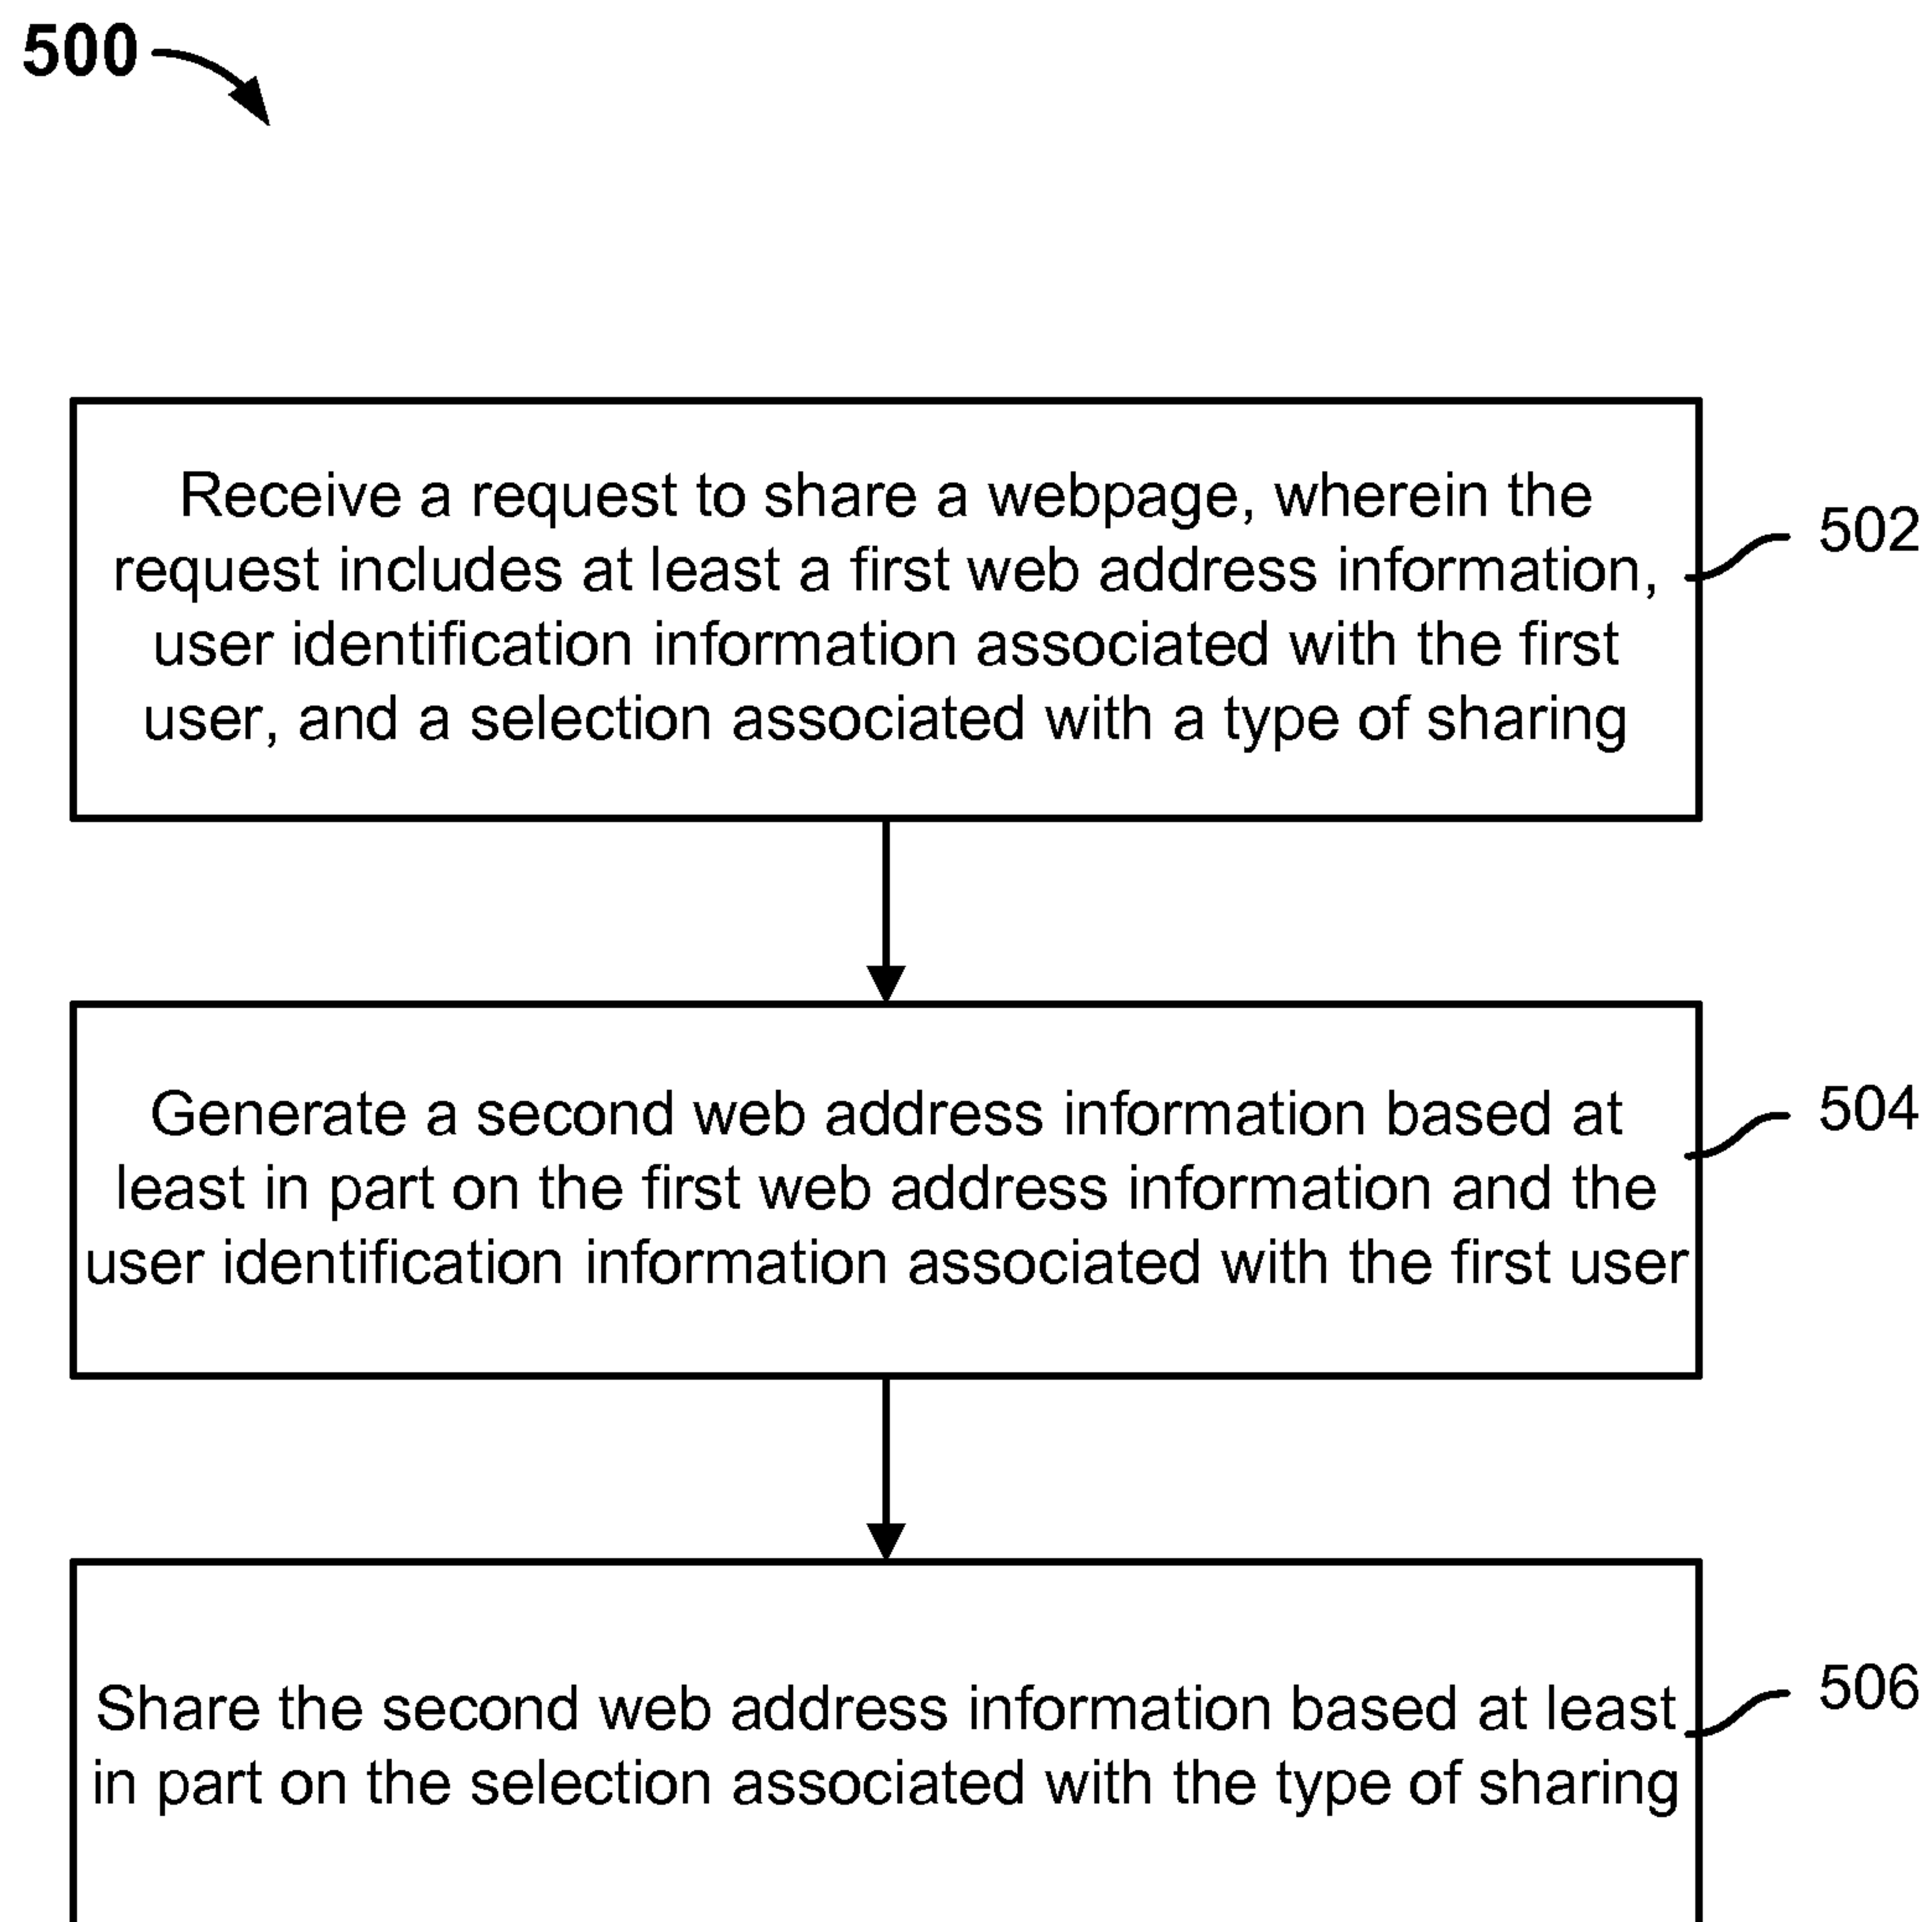 500
Receive a request to share a webpage, wherein the
request includes at least a first web address information,
user identification information associated with the first
user, and a selection associated with a type of sharing
502
Generate a second web address information based at
least in part on the first web address information and the
user identification information associated with the first user
504
Share the second web address information based at least
in part on the selection associated with the type of sharing
506